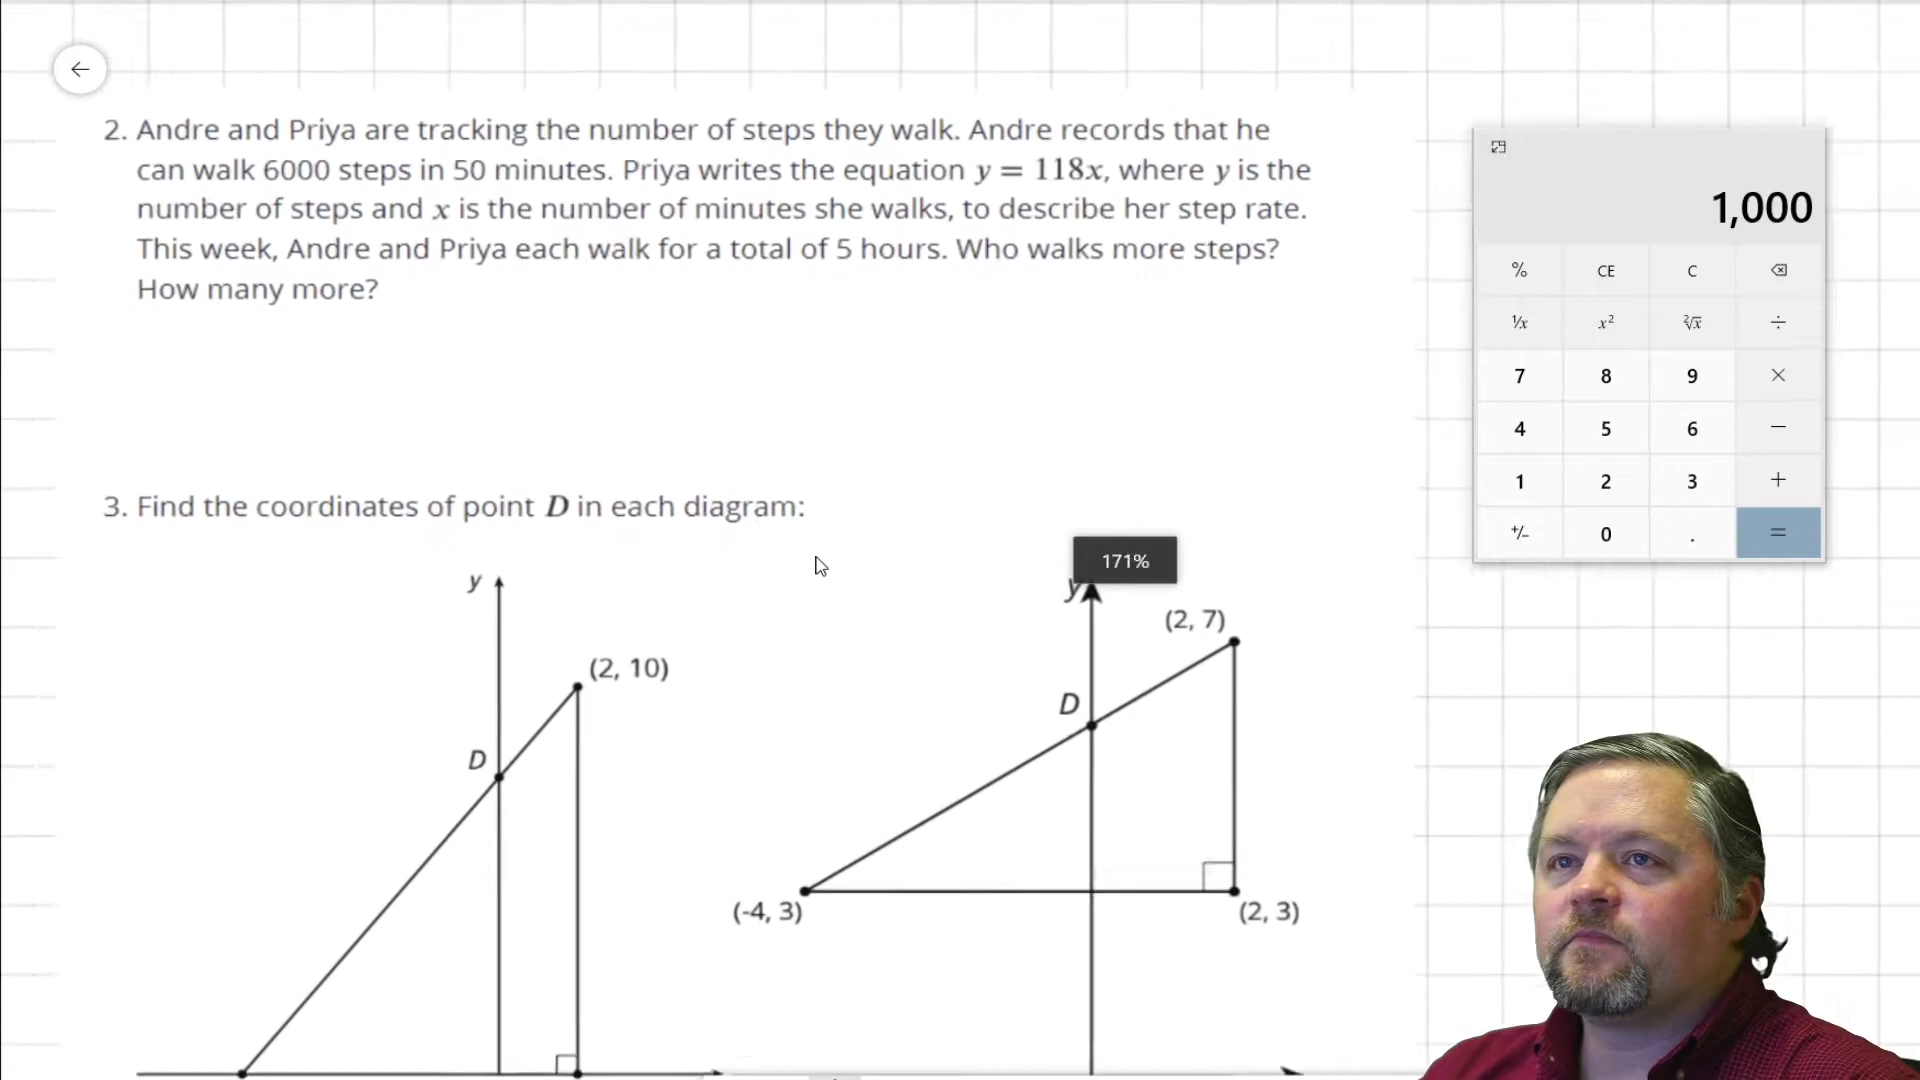 2. Andre and Priya are tracking the number of steps they walk. Andre records that he
can walk 6000 steps in 50 minutes. Priya writes the equation y = 118x, where y is the
number of steps and x is the number of minutes she walks, to describe her step rate.
This week, Andre and Priya each walk for a total of 5 hours. Who walks more steps?
How many more?
1,000
% CE C
1/x x² ²√x ÷
7 8 9 ×
4 5 6 −
1 2 3 +
+/− 0 . =
3. Find the coordinates of point D in each diagram:
171%
y
(2, 10)
D
y
(2, 7)
D
(-4, 3)
(2, 3)